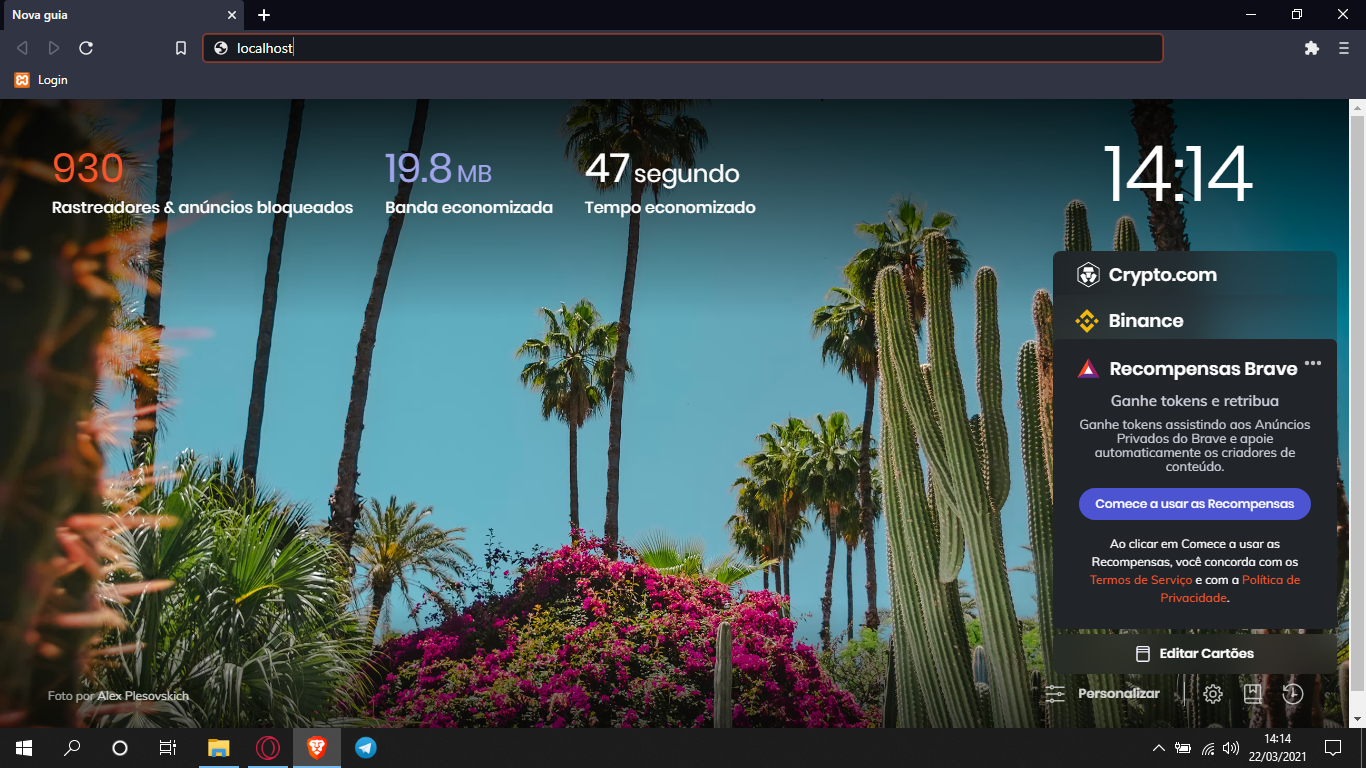 Nova guia
localhost
Login
930
Rastreadores & anúncios bloqueados
19.8 MB
Banda economizada
47 segundo
Tempo economizado
14:14
Crypto.com
Binance
Recompensas Brave
Ganhe tokens e retribua
Ganhe tokens assistindo aos Anúncios
Privados do Brave e apoie
automaticamente os criadores de
conteúdo.
Comece a usar as Recompensas
Ao clicar em Comece a usar as
Recompensas, você concorda com os
Termos de Serviço e com a Política de
Privacidade.
Editar Cartões
Foto por Alex Plesovskich
Personalizar
14:14
22/03/2021